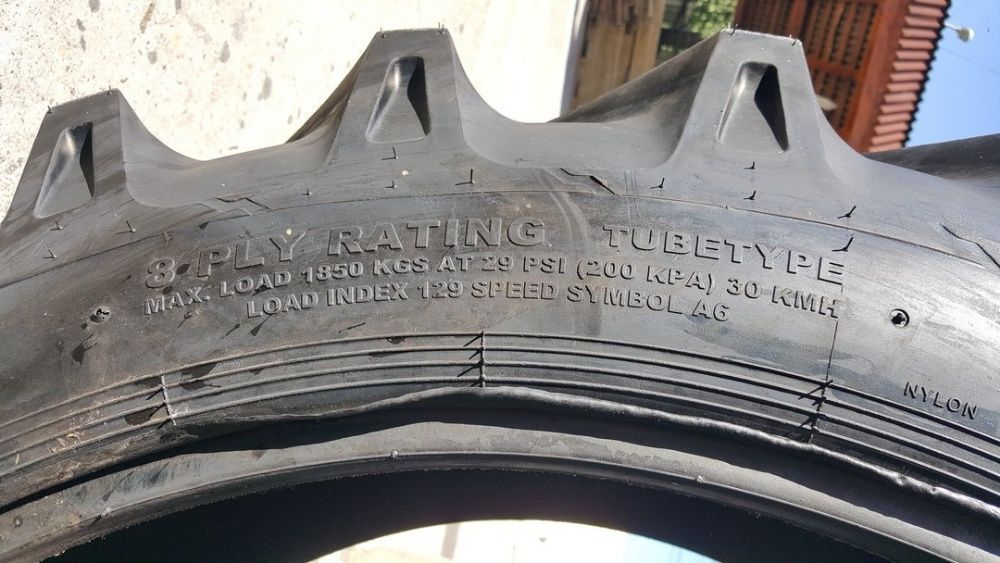 8-PLY RATING TUBETYPE
MAX. LOAD 1850 KGS AT 29 PSI (200 KPA) 30 KMH
LOAD INDEX 129 SPEED SYMBOL A6
NYLON